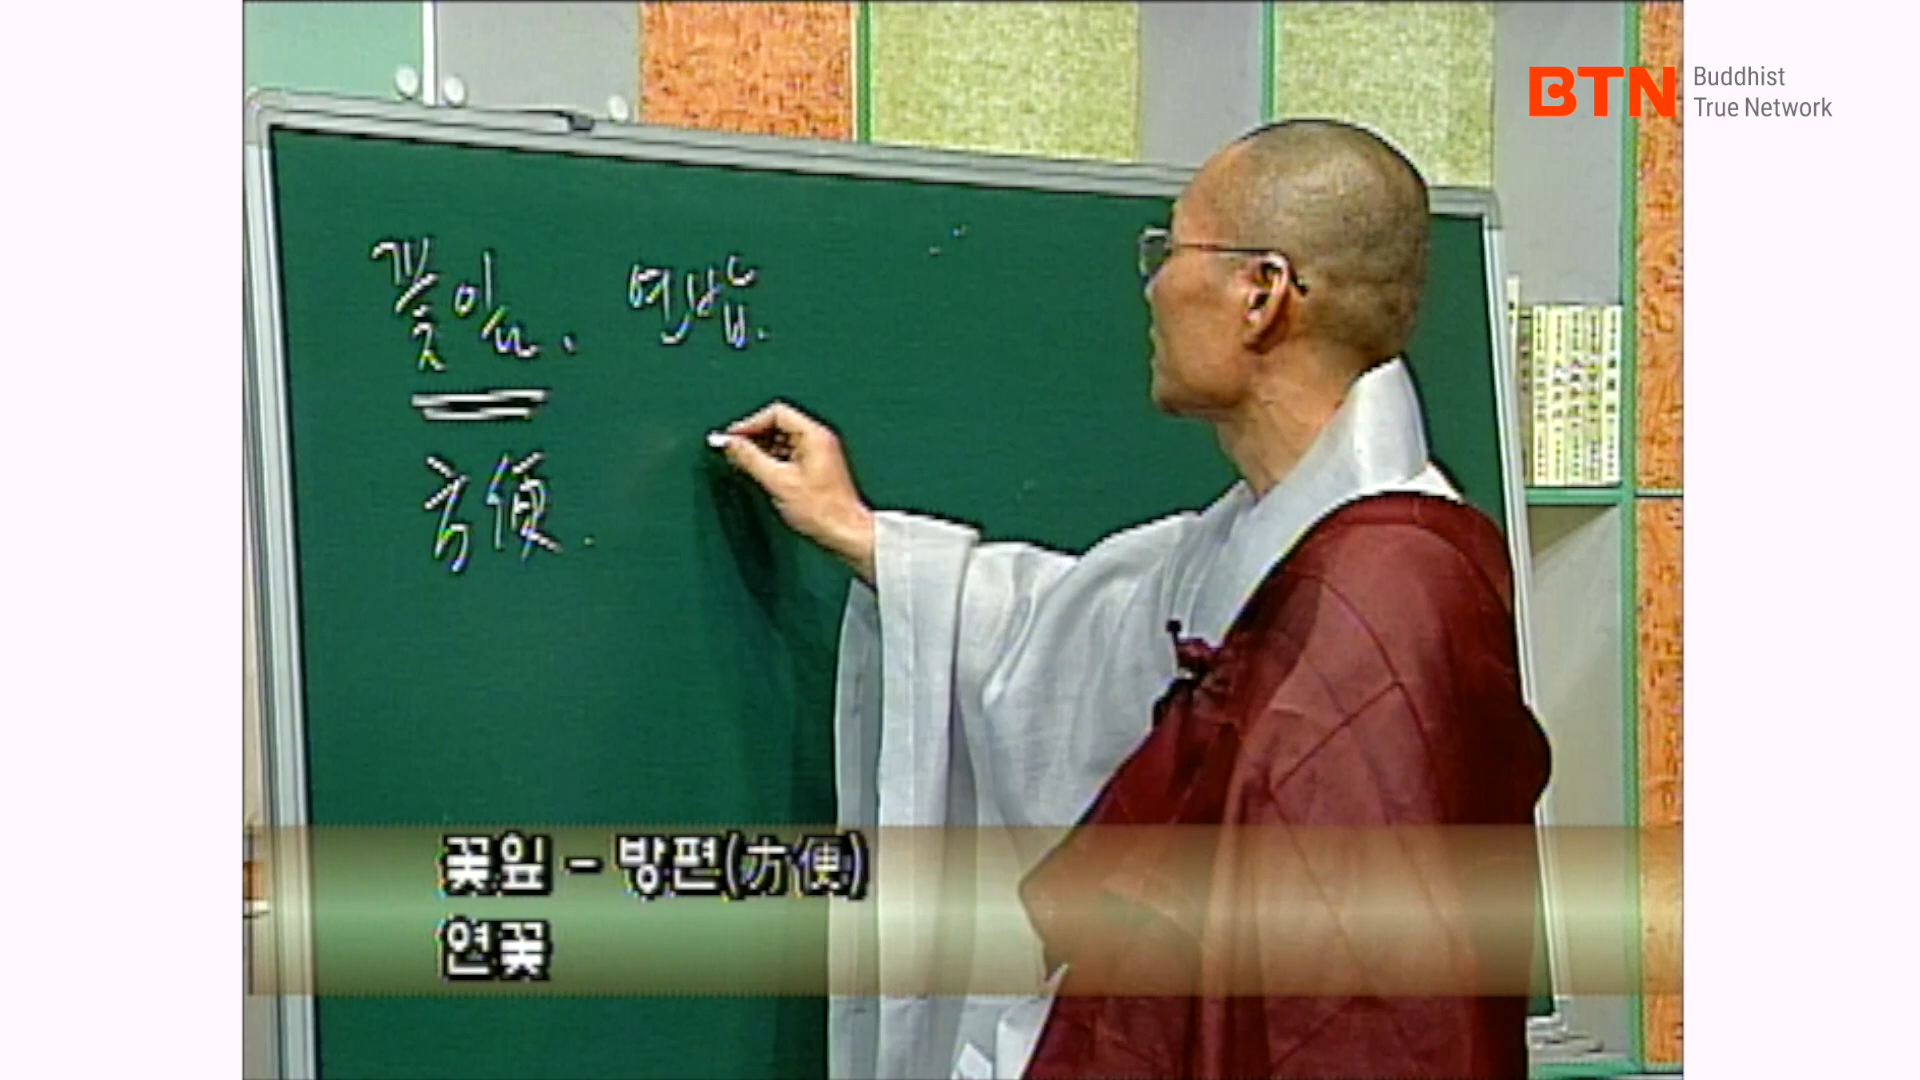 BTN Buddhist
True Network
꽃잎. 연밥.
方便.
꽃잎 - 방편(方便)
연꽃